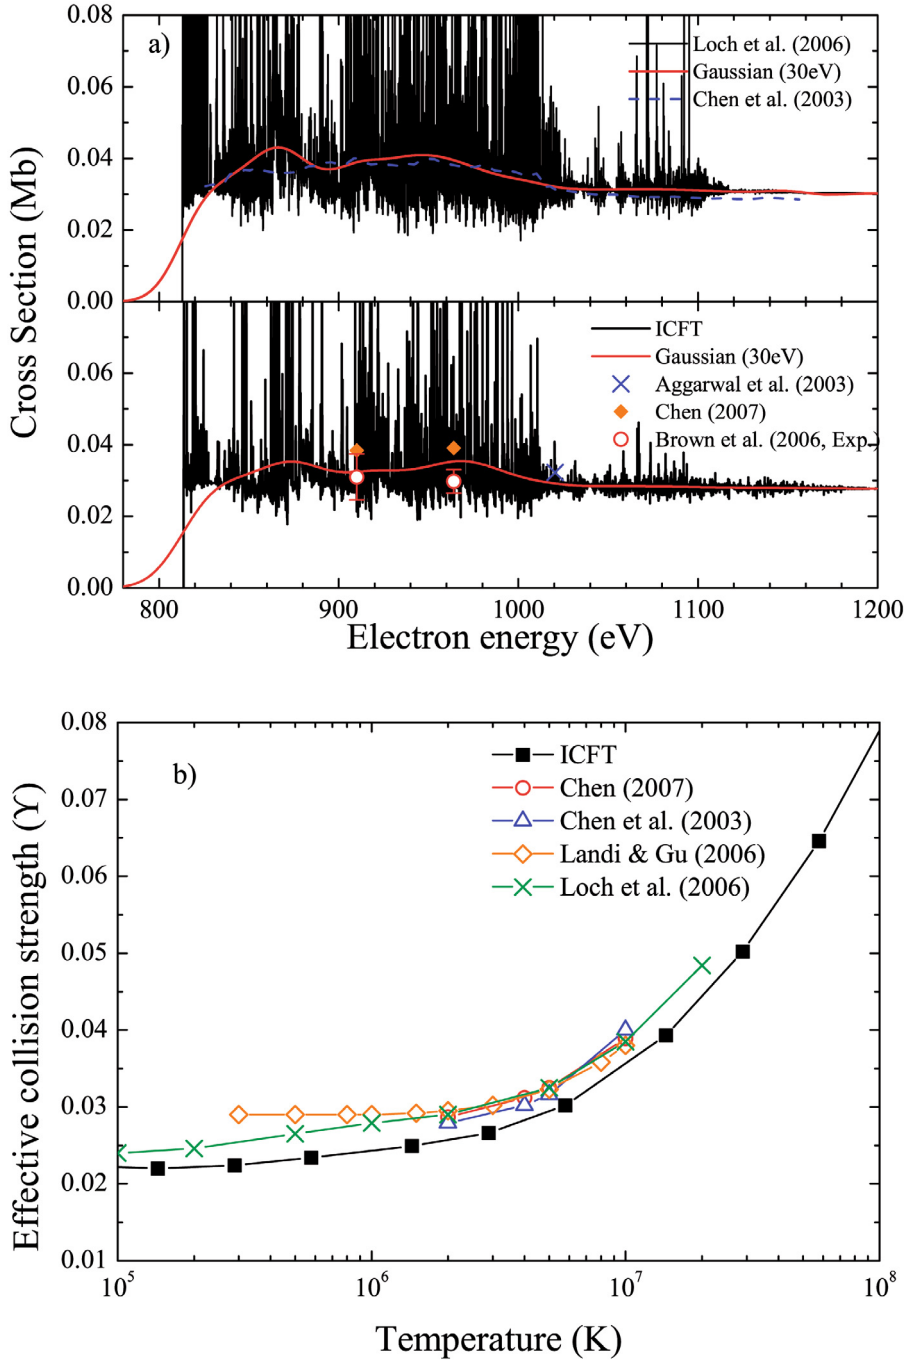 0.08
a)
Loch et al. (2006)
Gaussian (30eV)
Chen et al. (2003)
0.06
0.04
0.02
0.00
Cross Section (Mb)
ICFT
Gaussian (30eV)
Aggarwal et al. (2003)
Chen (2007)
Brown et al. (2006, Exp.)
0.06
0.04
0.02
0.00
800 900 1000 1100 1200
Electron energy (eV)
0.08
b)
ICFT
Chen (2007)
Chen et al. (2003)
Landi & Gu (2006)
Loch et al. (2006)
0.07
0.06
0.05
0.04
0.03
0.02
0.01
Effective collision strength (ϒ)
10⁵ 10⁶ 10⁷ 10⁸
Temperature (K)